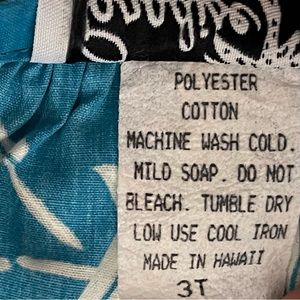 POLYESTER
COTTON
MACHINE WASH COLD.
MILD SOAP. DO NOT
BLEACH. TUMBLE DRY
LOW USE COOL IRON
MADE IN HAWAII
3T